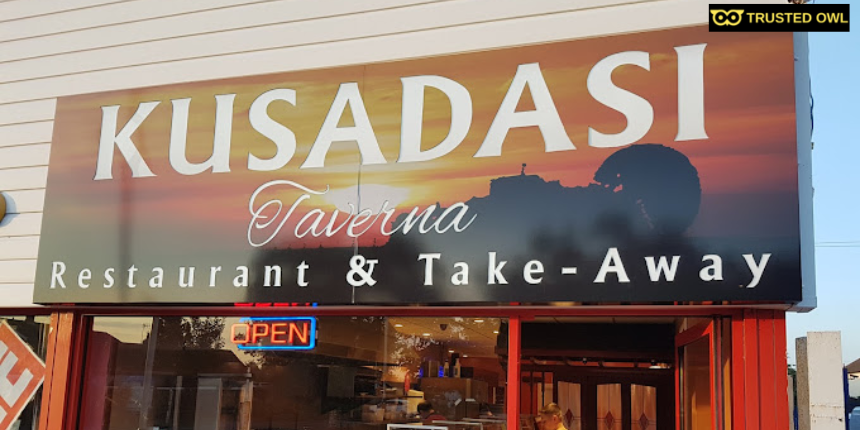 TRUSTED OWL
KUSADASI
Taverna
Restaurant & Take-Away
OPEN